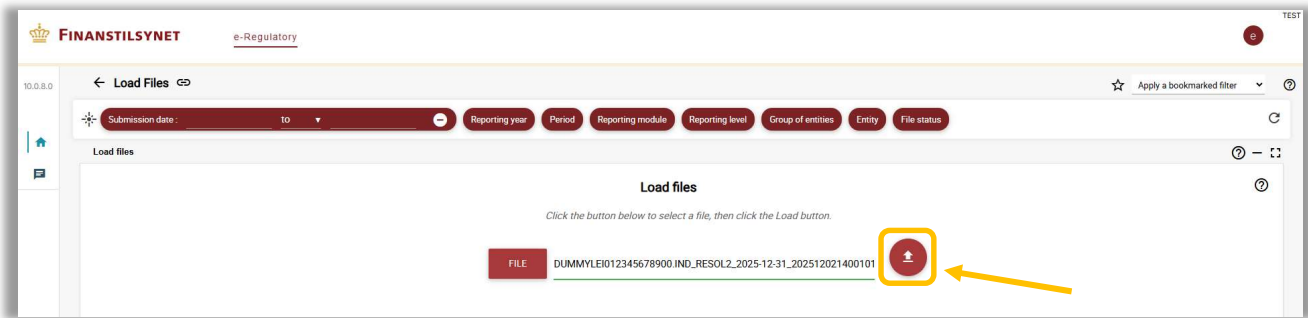 TEST
FINANSTILSYNET e-Regulatory e
10.0.8.0 Load Files Apply a bookmarked filter
Submission date : to Reporting year Period Reporting module Reporting level Group of entities Entity File status
Load files
Load files
Click the button below to select a file, then click the Load button.
FILE DUMMYLEI012345678900.IND_RESOL2_2025-12-31_202512021400101